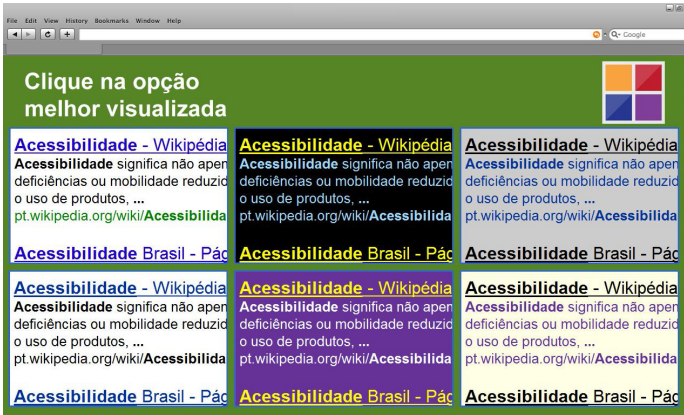 File Edit View History Bookmarks Window Help
Google
Clique na opção
melhor visualizada
Acessibilidade - Wikipédia
Acessibilidade significa não apen
deficiências ou mobilidade reduzid
o uso de produtos, ...
pt.wikipedia.org/wiki/Acessibilida
Acessibilidade Brasil - Pág
Acessibilidade - Wikipédia
Acessibilidade significa não apen
deficiências ou mobilidade reduzid
o uso de produtos, ...
pt.wikipedia.org/wiki/Acessibilida
Acessibilidade Brasil - Pág
Acessibilidade - Wikipédia
Acessibilidade significa não apen
deficiências ou mobilidade reduzid
o uso de produtos, ...
pt.wikipedia.org/wiki/Acessibilida
Acessibilidade Brasil - Pág
Acessibilidade - Wikipédia
Acessibilidade significa não apen
deficiências ou mobilidade reduzid
o uso de produtos, ...
pt.wikipedia.org/wiki/Acessibilida
Acessibilidade Brasil - Pág
Acessibilidade - Wikipédia
Acessibilidade significa não apen
deficiências ou mobilidade reduzid
o uso de produtos, ...
pt.wikipedia.org/wiki/Acessibilida
Acessibilidade Brasil - Pág
Acessibilidade - Wikipédia
Acessibilidade significa não apen
deficiências ou mobilidade reduzid
o uso de produtos, ...
pt.wikipedia.org/wiki/Acessibilida
Acessibilidade Brasil - Pág